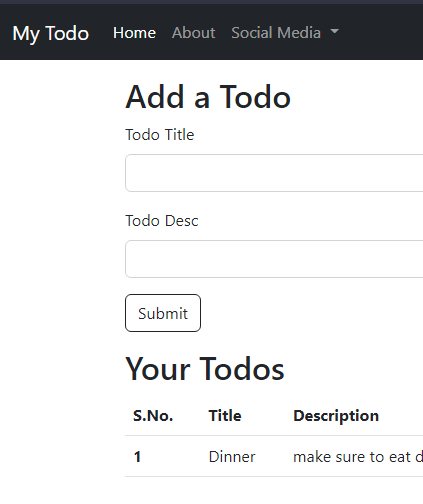 My Todo Home About Social Media
Add a Todo
Todo Title
Todo Desc
Submit
Your Todos
S.No. Title Description
1 Dinner make sure to eat d